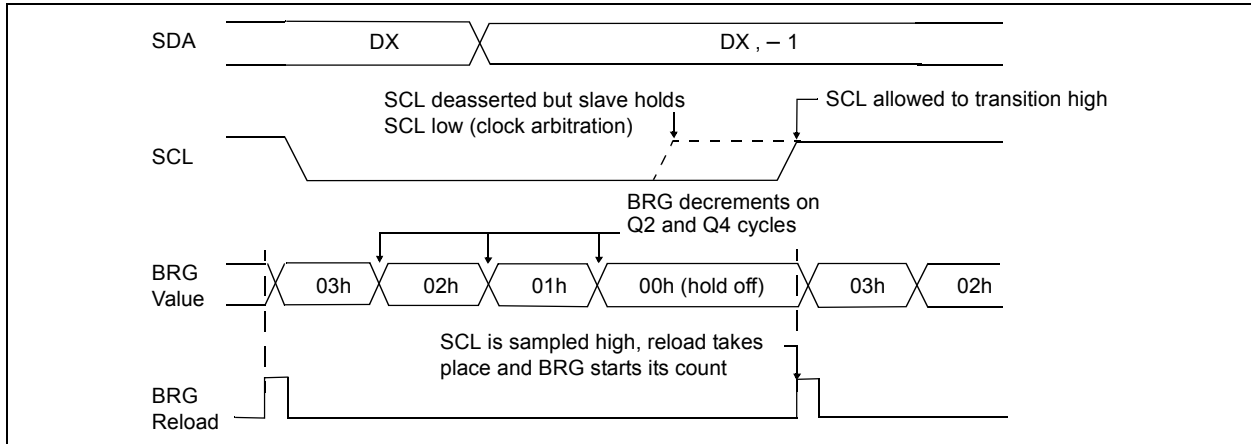 SDA
DX
DX , – 1
SCL deasserted but slave holds
SCL low (clock arbitration)
SCL allowed to transition high
SCL
BRG decrements on
Q2 and Q4 cycles
BRG
Value
03h
02h
01h
00h (hold off)
03h
02h
SCL is sampled high, reload takes
place and BRG starts its count
BRG
Reload